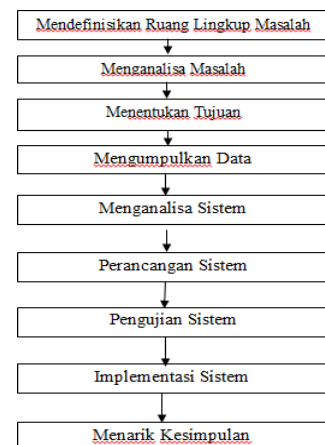 Mendefinisikan Ruang Lingkup Masalah
Menganalisa Masalah
Menentukan Tujuan
Mengumpulkan Data
Menganalisa Sistem
Perancangan Sistem
Pengujian Sistem
Implementasi Sistem
Menarik Kesimpulan